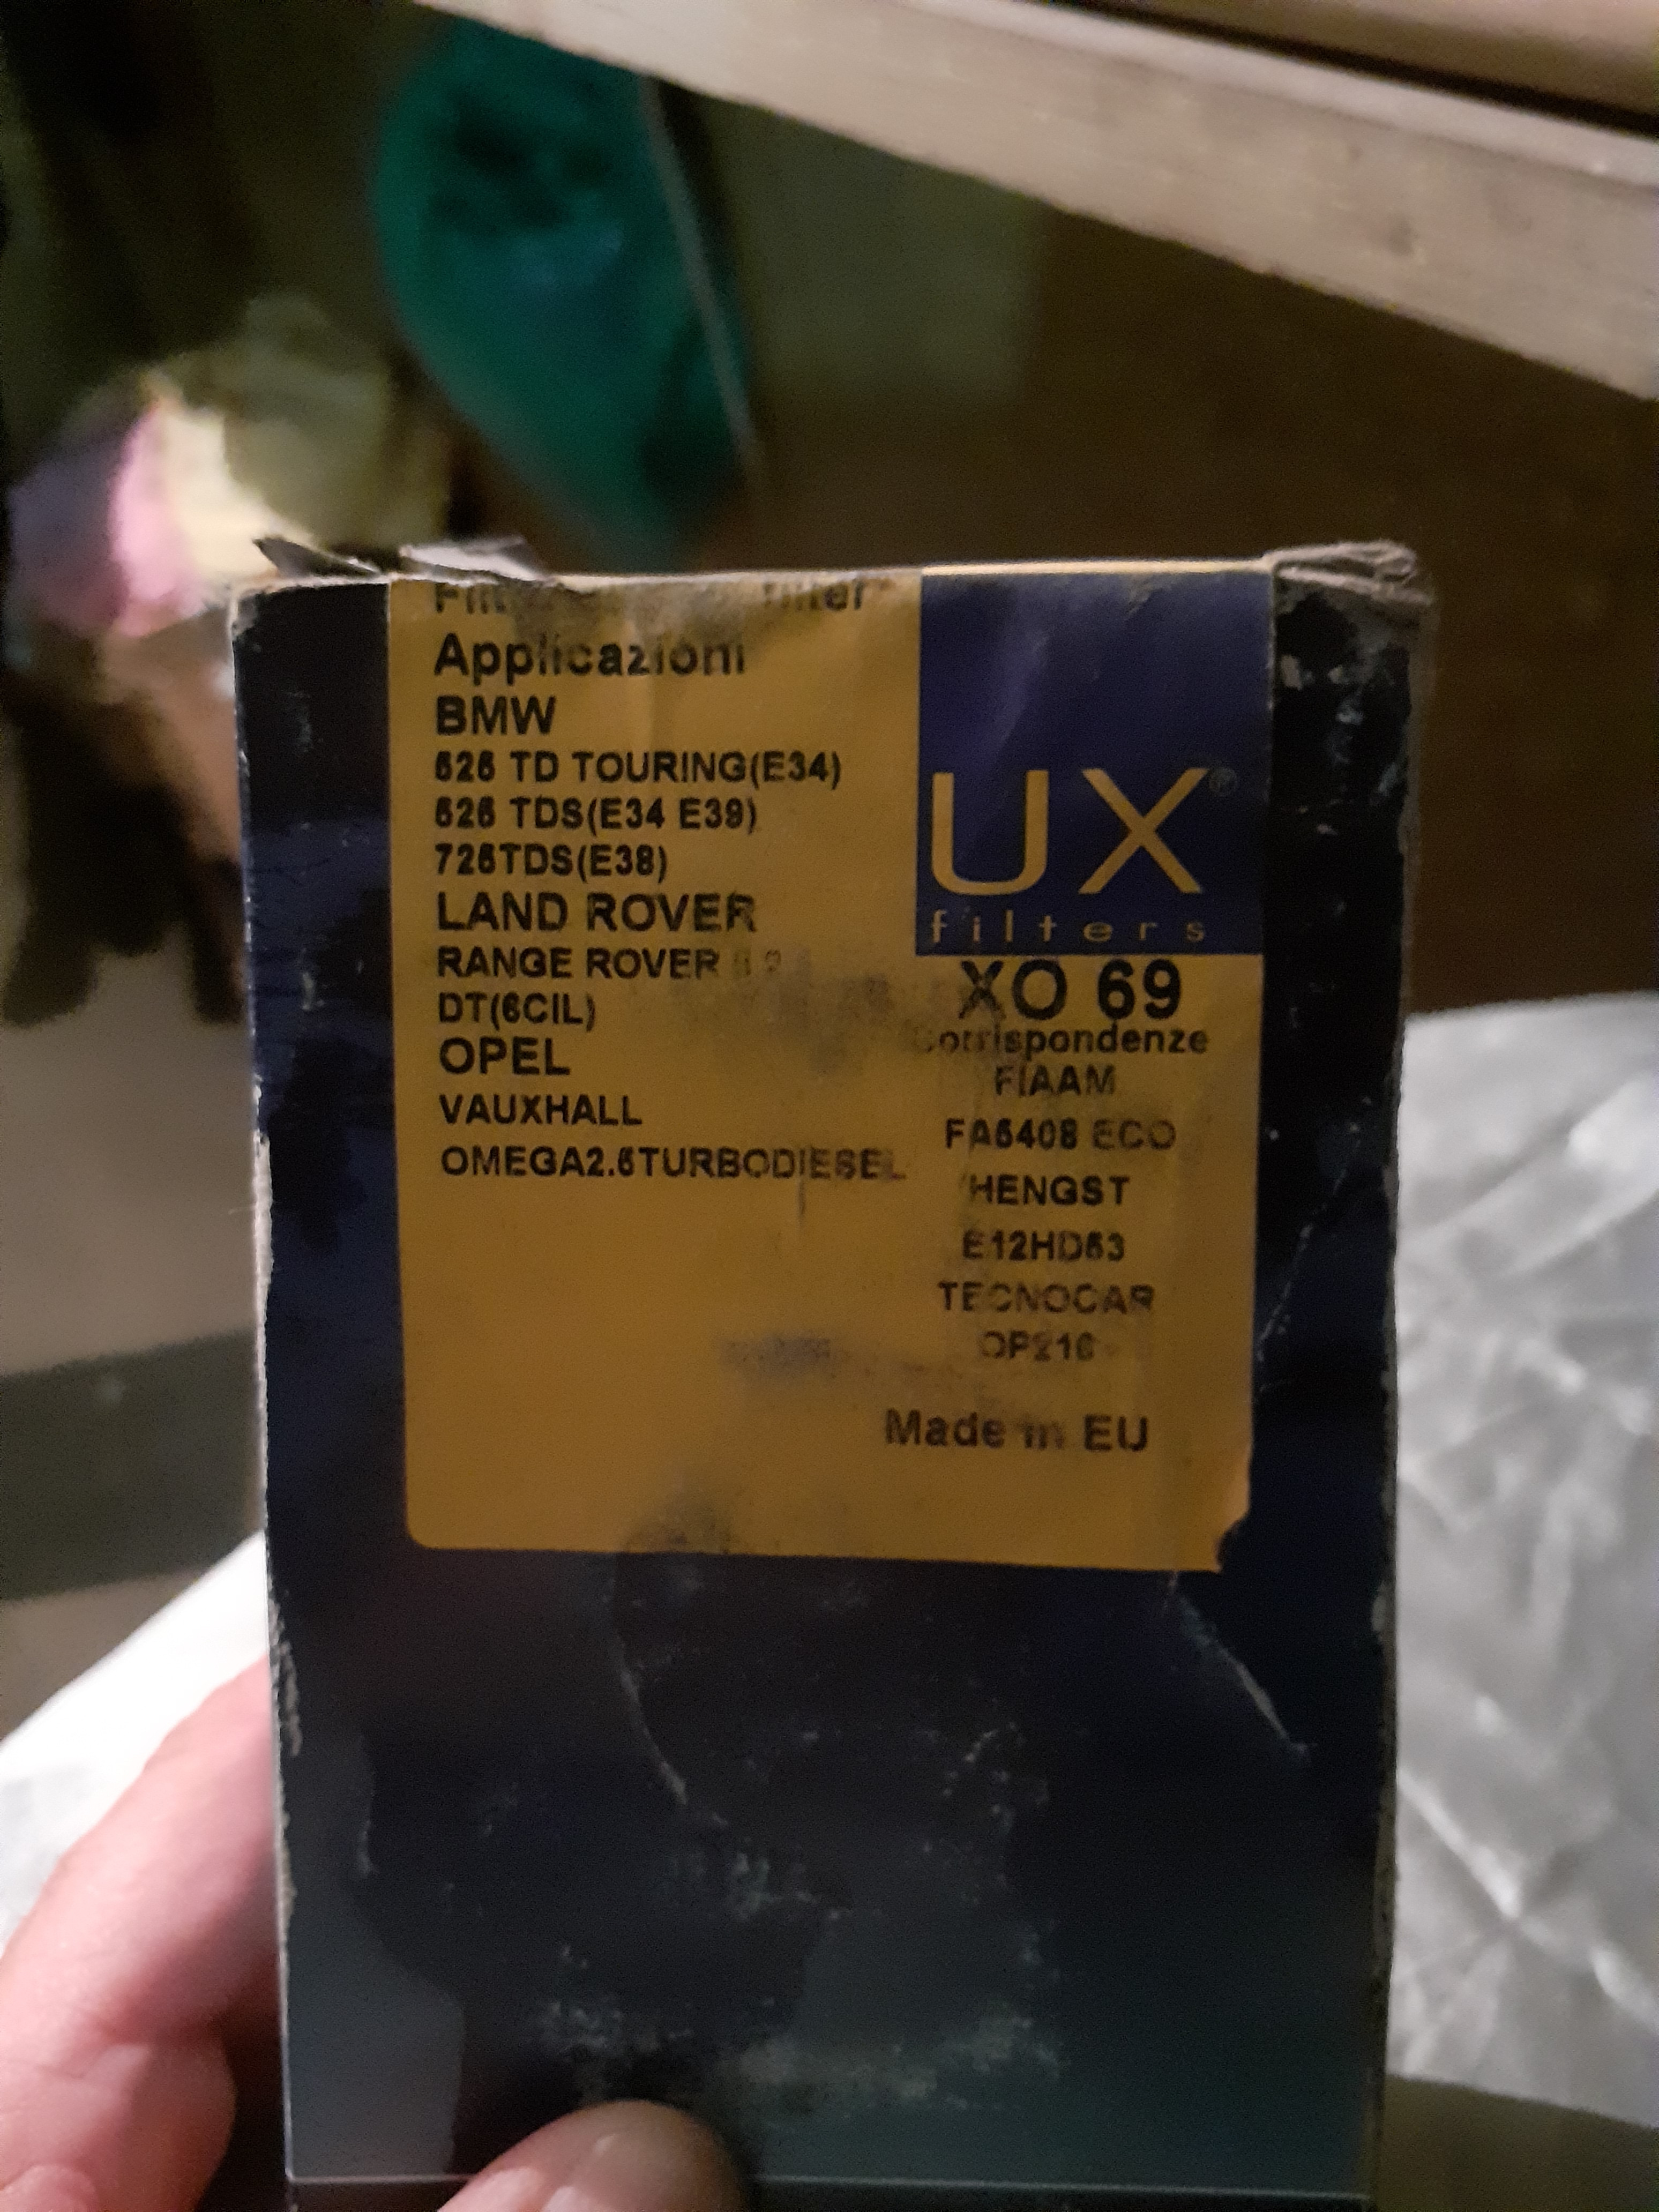 Applicazioni
BMW
525 TD TOURING(E34)
525 TDS(E34 E39)
725TDS(E38)
LAND ROVER
RANGE ROVER
DT(6CIL)
OPEL
VAUXHALL
OMEGA2.5TURBODIESEL
UX®
filters
XO 69
Corrispondenze
FIAAM
FA5408 ECO
HENGST
E12HD53
TECNOCAR
OP216
Made in EU